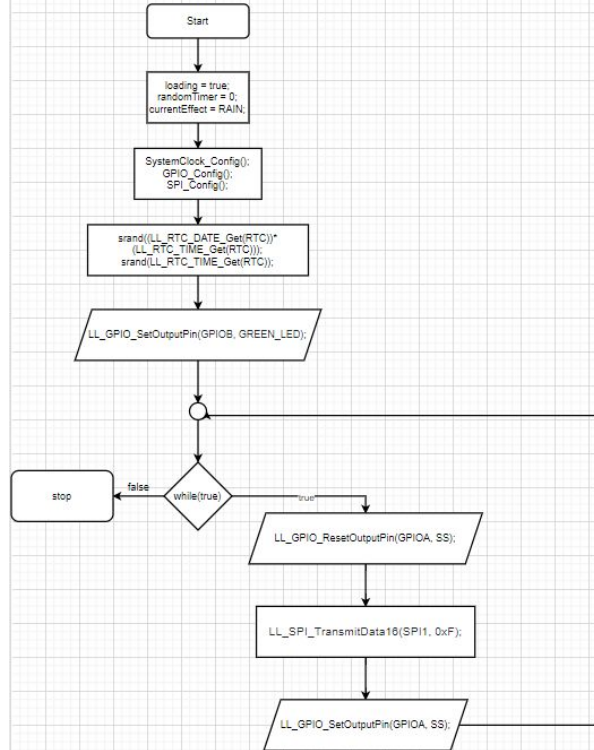 Start
loading = true;
randomTimer = 0;
currentEffect = RAIN;
SystemClock_Config();
GPIO_Config();
SPI_Config();
srand((LL_RTC_DATE_Get(RTC))*
(LL_RTC_TIME_Get(RTC)));
srand(LL_RTC_TIME_Get(RTC));
LL_GPIO_SetOutputPin(GPIOB, GREEN_LED);
stop
false
while(true)
true
LL_GPIO_ResetOutputPin(GPIOA, SS);
LL_SPI_TransmitData16(SPI1, 0xF);
LL_GPIO_SetOutputPin(GPIOA, SS);